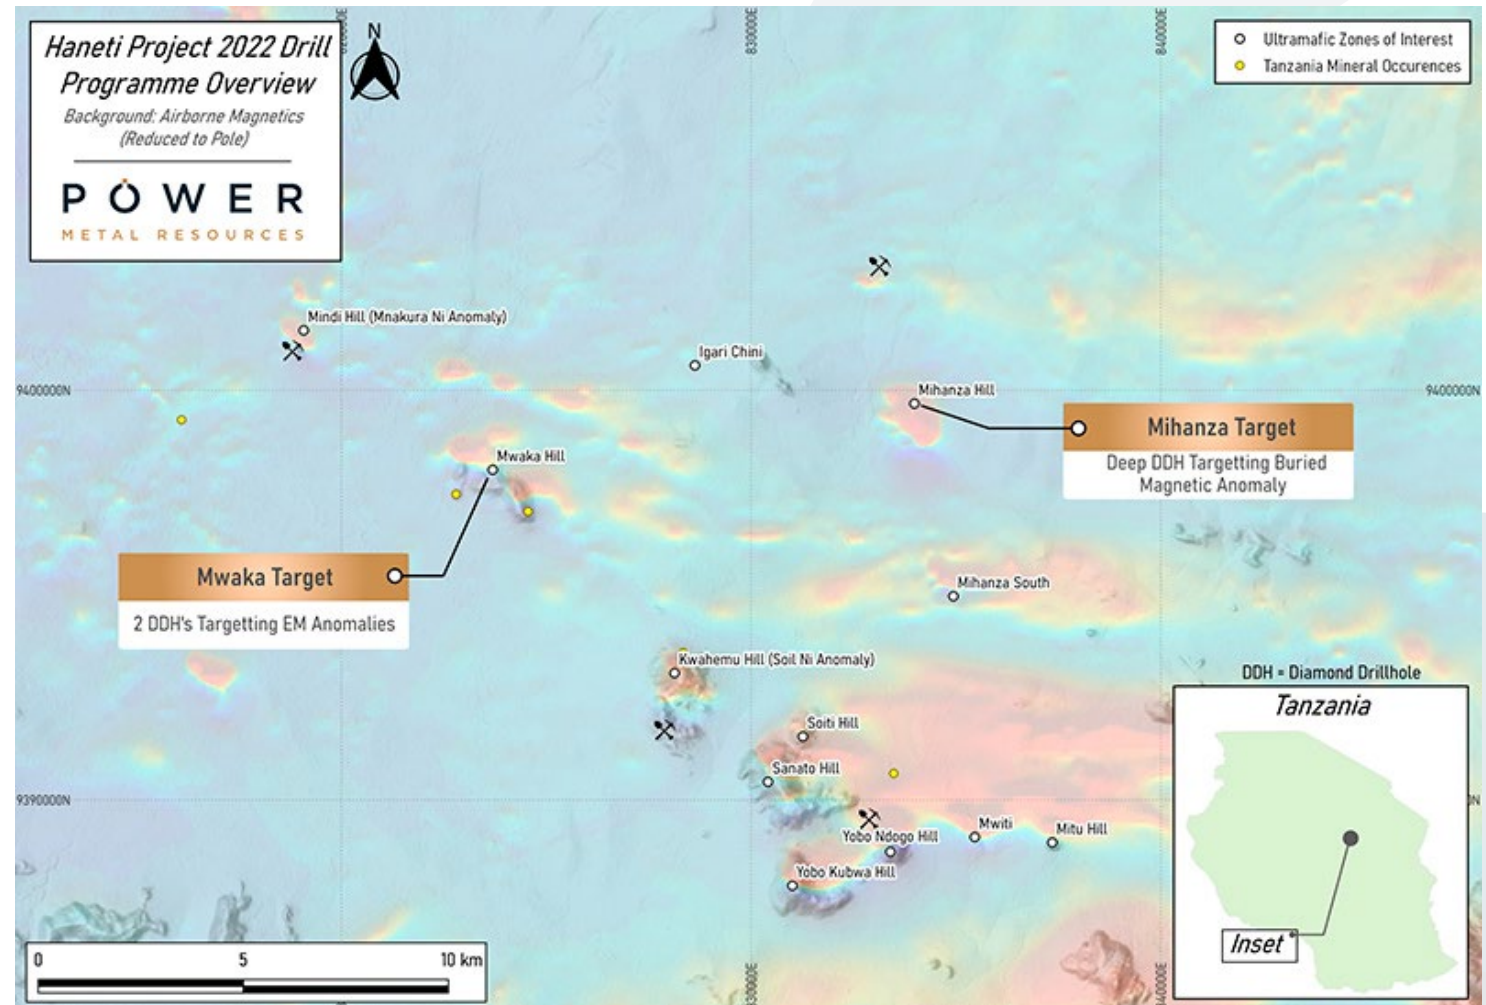 Haneti Project 2022 Drill
Programme Overview
Background: Airborne Magnetics
(Reduced to Pole)
POWER
METAL RESOURCES
N
830000E
840000E
Ultramafic Zones of Interest
Tanzania Mineral Occurences
Mindi Hill (Mnakura Ni Anomaly)
Igari Chini
9400000N
9400000N
Mihanza Hill
Mihanza Target
Deep DDH Targetting Buried
Magnetic Anomaly
Mwaka Hill
Mwaka Target
2 DDH's Targetting EM Anomalies
Mihanza South
Kwahemu Hill (Soil Ni Anomaly)
DDH = Diamond Drillhole
Tanzania
Soiti Hill
Sanato Hill
9390000N
Yobo Ndogo Hill
Mwiti
Mitu Hill
Yobo Kubwa Hill
Inset
0 5 10 km